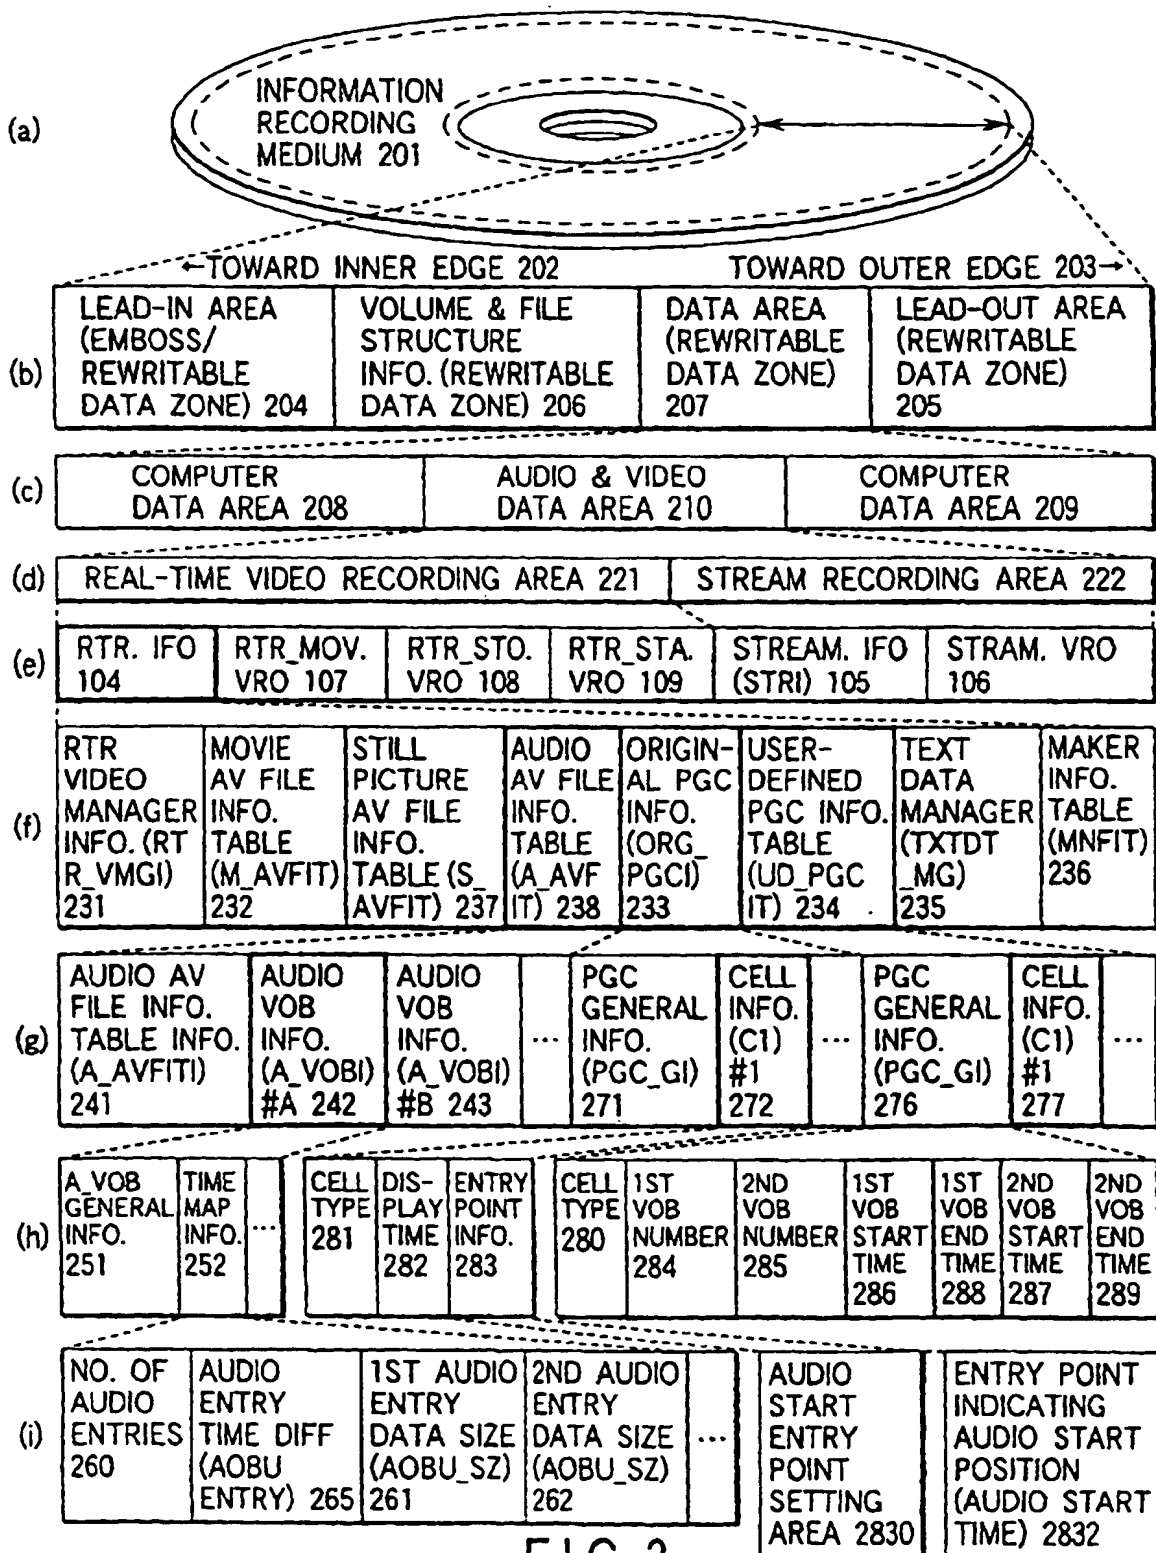 (a)
INFORMATION
RECORDING
MEDIUM 201
←TOWARD INNER EDGE 202
TOWARD OUTER EDGE 203→
(b)
LEAD-IN AREA
(EMBOSS/
REWRITABLE
DATA ZONE) 204
VOLUME & FILE
STRUCTURE
INFO. (REWRITABLE
DATA ZONE) 206
DATA AREA
(REWRITABLE
DATA ZONE)
207
LEAD-OUT AREA
(REWRITABLE
DATA ZONE)
205
(c)
COMPUTER
DATA AREA 208
AUDIO & VIDEO
DATA AREA 210
COMPUTER
DATA AREA 209
(d)
REAL-TIME VIDEO RECORDING AREA 221
STREAM RECORDING AREA 222
(e)
RTR. IFO
104
RTR_MOV.
VRO 107
RTR_STO.
VRO 108
RTR_STA.
VRO 109
STREAM. IFO
(STRI) 105
STRAM. VRO
106
(f)
RTR
VIDEO
MANAGER
INFO. (RT
R_VMGI)
231
MOVIE
AV FILE
INFO.
TABLE
(M_AVFIT)
232
STILL
PICTURE
AV FILE
INFO.
TABLE (S_
AVFIT) 237
AUDIO
AV FILE
INFO.
TABLE
(A_AVF
IT) 238
ORIGIN-
AL PGC
INFO.
(ORG_
PGCI)
233
USER-
DEFINED
PGC INFO.
TABLE
(UD_PGC
IT) 234
TEXT
DATA
MANAGER
(TXTDT
_MG)
235
MAKER
INFO.
TABLE
(MNFIT)
236
(g)
AUDIO AV
FILE INFO.
TABLE INFO.
(A_AVFITI)
241
AUDIO
VOB
INFO.
(A_VOBI)
#A 242
AUDIO
VOB
INFO.
(A_VOBI)
#B 243
...
PGC
GENERAL
INFO.
(PGC_GI)
271
CELL
INFO.
(C1)
#1
272
...
PGC
GENERAL
INFO.
(PGC_GI)
276
CELL
INFO.
(C1)
#1
277
...
(h)
A_VOB
GENERAL
INFO.
251
TIME
MAP
INFO.
252
...
CELL
TYPE
281
DIS-
PLAY
TIME
282
ENTRY
POINT
INFO.
283
CELL
TYPE
280
1ST
VOB
NUMBER
284
2ND
VOB
NUMBER
285
1ST
VOB
START
TIME
286
1ST
VOB
END
TIME
288
2ND
VOB
START
TIME
287
2ND
VOB
END
TIME
289
(i)
NO. OF
AUDIO
ENTRIES
260
AUDIO
ENTRY
TIME DIFF
(AOBU
ENTRY) 265
1ST AUDIO
ENTRY
DATA SIZE
(AOBU_SZ)
261
2ND AUDIO
ENTRY
DATA SIZE
(AOBU_SZ)
262
...
AUDIO
START
ENTRY
POINT
SETTING
AREA 2830
ENTRY POINT
INDICATING
AUDIO START
POSITION
(AUDIO START
TIME) 2832